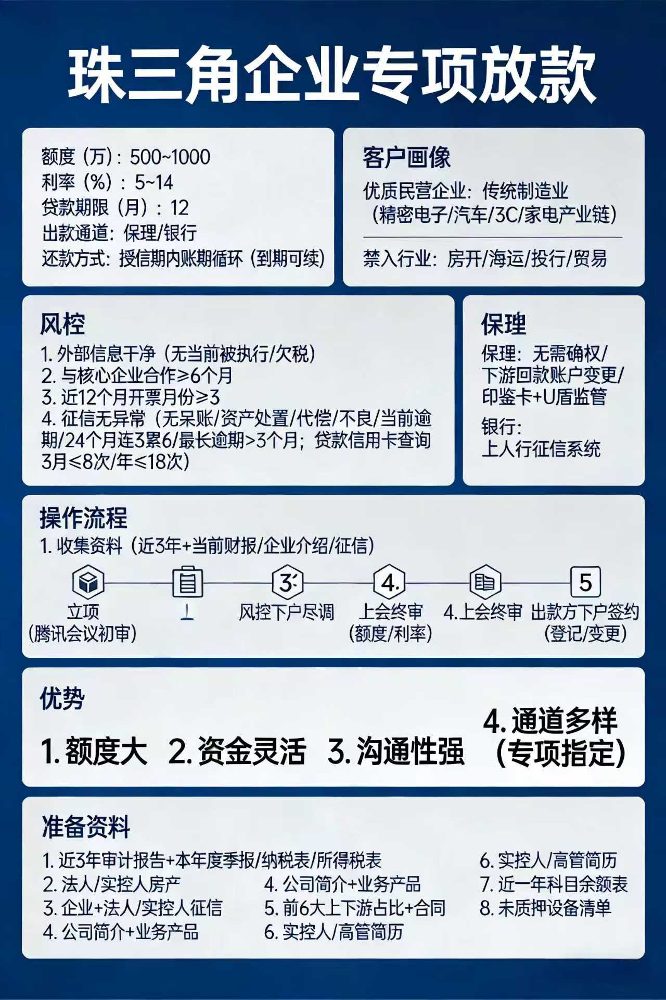 珠三角企业专项放款
额度（万）：500~1000
利率（%）：5~14
贷款期限（月）：12
出款通道：保理/银行
还款方式：授信期内账期循环（到期可续）
客户画像
优质民营企业：传统制造业
（精密电子/汽车/3C/家电产业链）
禁入行业：房开/海运/投行/贸易
风控
1. 外部信息干净（无当前被执行/欠税）
2. 与核心企业合作≥6个月
3. 近12个月开票月份≥3
4. 征信无异常（无呆账/资产处置/代偿/不良/当前逾
期/24个月连3累6/最长逾期>3个月；贷款信用卡查询
3月≤8次/年≤18次）
保理
保理：无需确权/
下游回款账户变更/
印鉴卡+U盾监管
银行：
上人行征信系统
操作流程
1. 收集资料（近3年+当前财报/企业介绍/征信）
立项
（腾讯会议初审）
3
风控下户尽调
4.
上会终审
（额度/利率）
4.上会终审
5
出款方下户签约
（登记/变更）
优势
1. 额度大
2. 资金灵活
3. 沟通性强
4. 通道多样
（专项指定）
准备资料
1. 近3年审计报告+本年度季报/纳税表/所得税表
2. 法人/实控人房产
3. 企业+法人/实控人征信
4. 公司简介+业务产品
4. 公司简介+业务产品
5. 前6大上下游占比+合同
6. 实控人/高管简历
6. 实控人/高管简历
7. 近一年科目余额表
8. 未质押设备清单